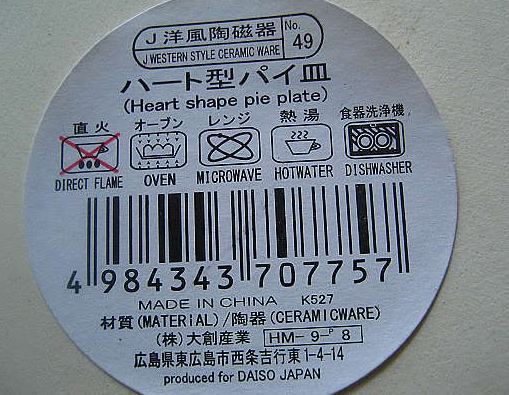 J洋風陶磁器 No. 49
J WESTERN STYLE CERAMIC WARE
ハート型パイ皿
(Heart shape pie plate)
直火 オーブン レンジ 熱湯 食器洗浄機
DIRECT FLAME OVEN MICROWAVE HOTWATER DISHWASHER
4 984343 707757
MADE IN CHINA K527
材質(MATERIAL)/陶器(CERAMICWARE)
(株)大創産業 HM-9-P8
広島県東広島市西条吉行東1-4-14
produced for DAISO JAPAN